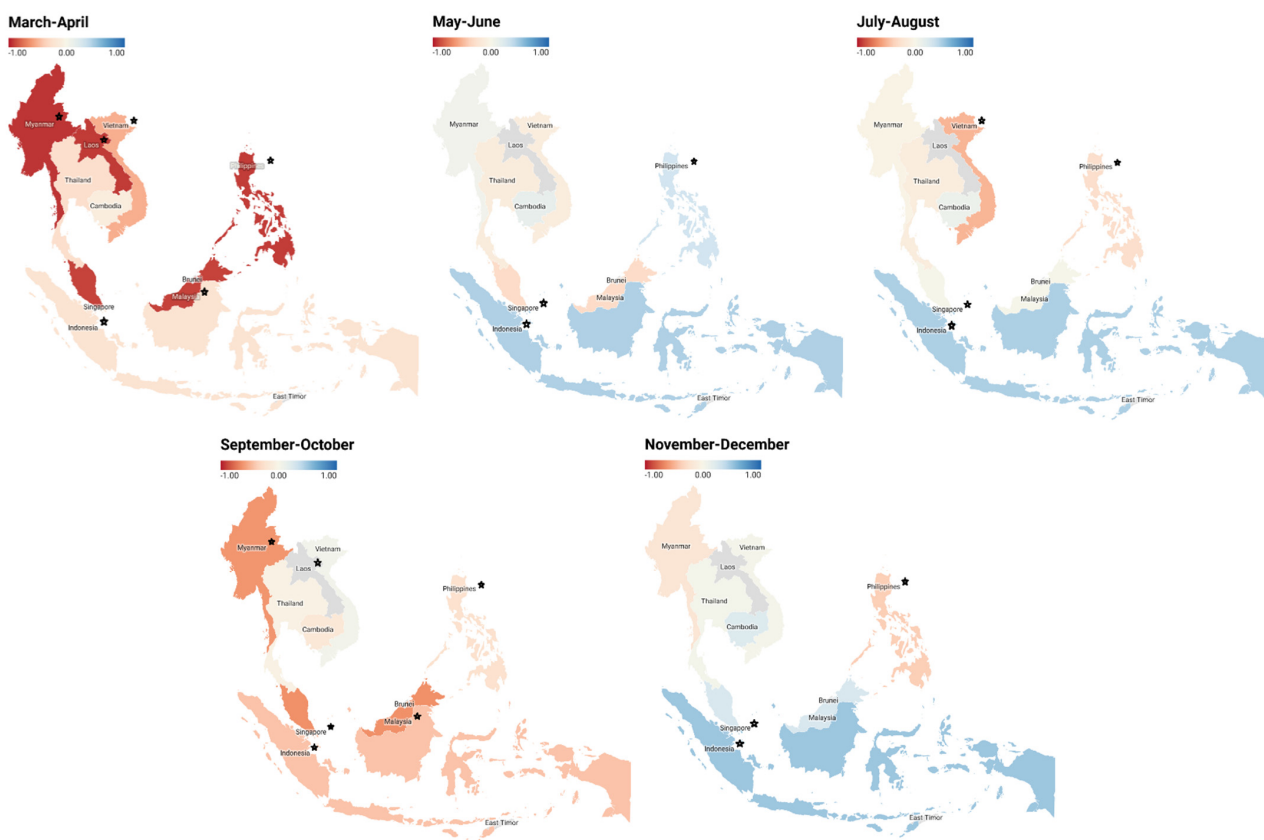 March-April
-1.00 0.00 1.00
Myanmar
Vietnam
Laos
Thailand
Cambodia
Brunei
Singapore
Indonesia
East Timor
May-June
-1.00 0.00 1.00
Myanmar
Vietnam
Laos
Philippines
Thailand
Cambodia
Brunei
Malaysia
Singapore
Indonesia
East Timor
July-August
-1.00 0.00 1.00
Vietnam
Myanmar
Laos
Philippines
Thailand
Cambodia
Brunei
Malaysia
Singapore
Indonesia
East Timor
September-October
-1.00 0.00 1.00
Myanmar
Vietnam
Laos
Philippines
Thailand
Cambodia
Brunei
Malaysia
Singapore
Indonesia
East Timor
November-December
-1.00 0.00 1.00
Myanmar
Vietnam
Laos
Philippines
Thailand
Cambodia
Brunei
Malaysia
Singapore
Indonesia
East Timor